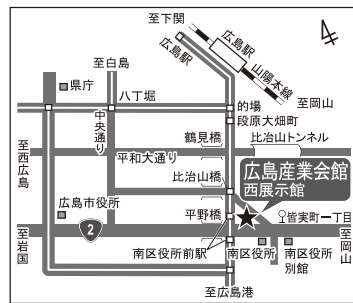 至下関
広島駅
広島駅
山陽本線
至白島
県庁
八丁堀
的場
至岡山
段原大畑町
中央通り
鶴見橋
比治山トンネル
至西広島
平和大通り
広島産業会館
西展示館
比治山橋
広島市役所
平野橋
皆実町一丁目
2
至岩国
南区役所前駅
南区役所
南区役所
別館
至岡山
至広島港